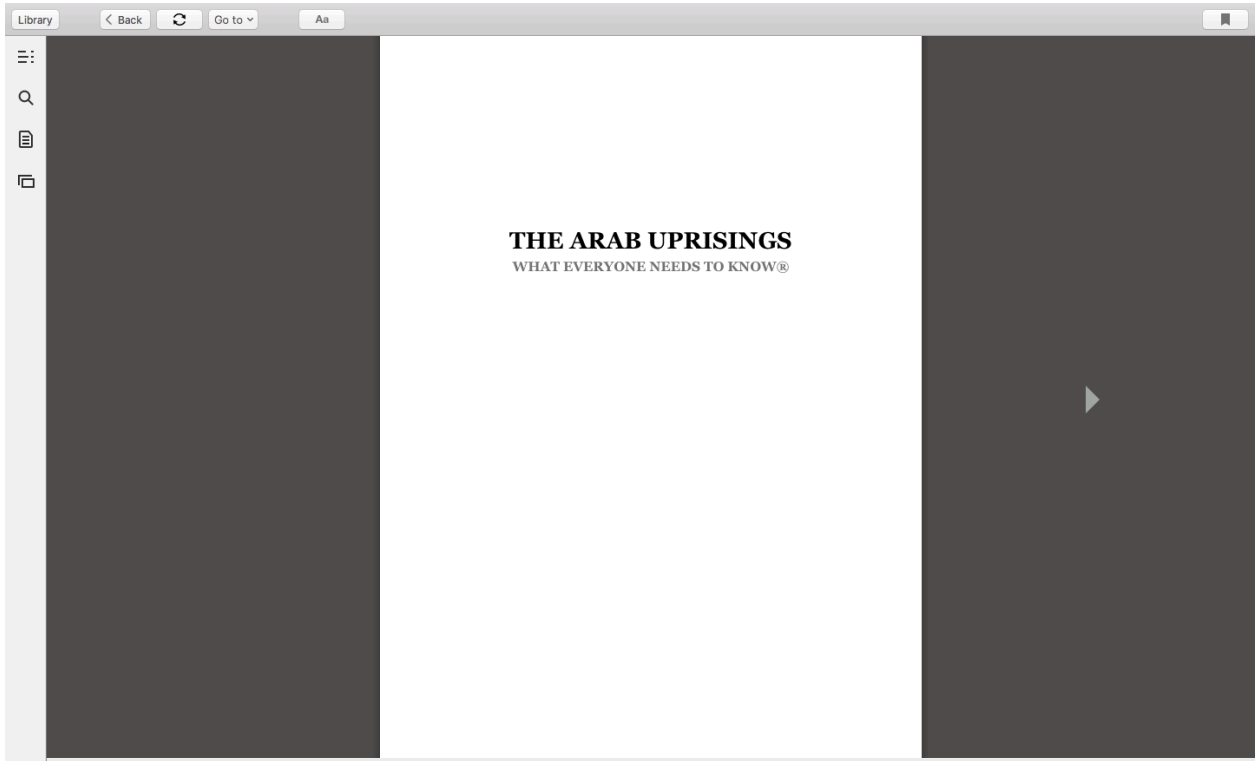 Library
Back
Go to
Aa
THE ARAB UPRISINGS
WHAT EVERYONE NEEDS TO KNOW®